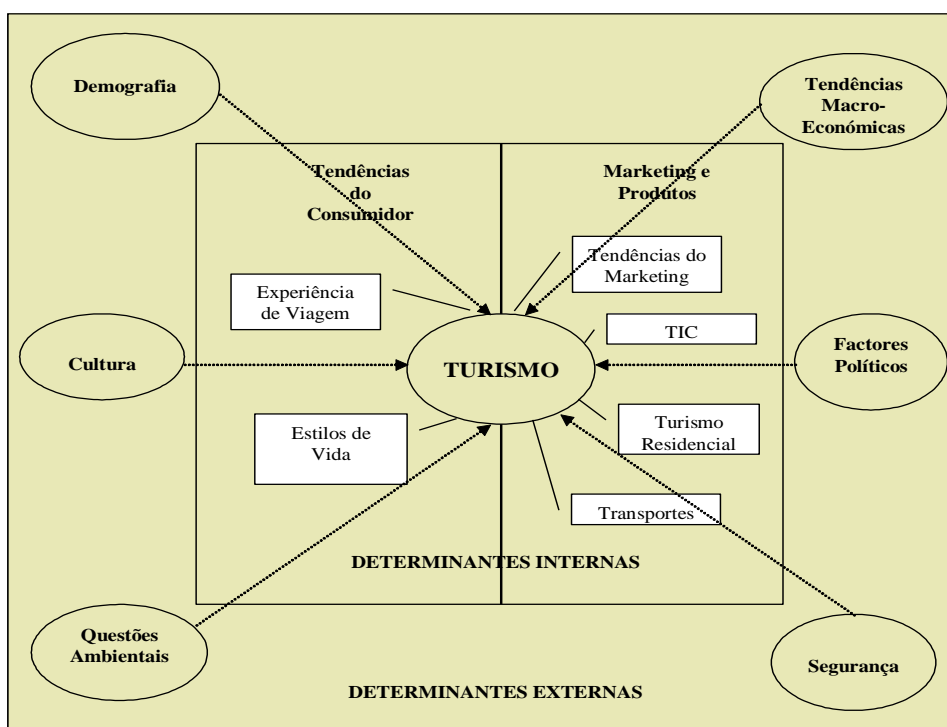 Demografia
Tendências
Macro-
Económicas
Tendências
do
Consumidor
Marketing e
Produtos
Tendências do
Marketing
Experiência
de Viagem
TIC
Cultura
TURISMO
Factores
Políticos
Estilos de
Vida
Turismo
Residencial
Transportes
DETERMINANTES INTERNAS
Questões
Ambientais
Segurança
DETERMINANTES EXTERNAS